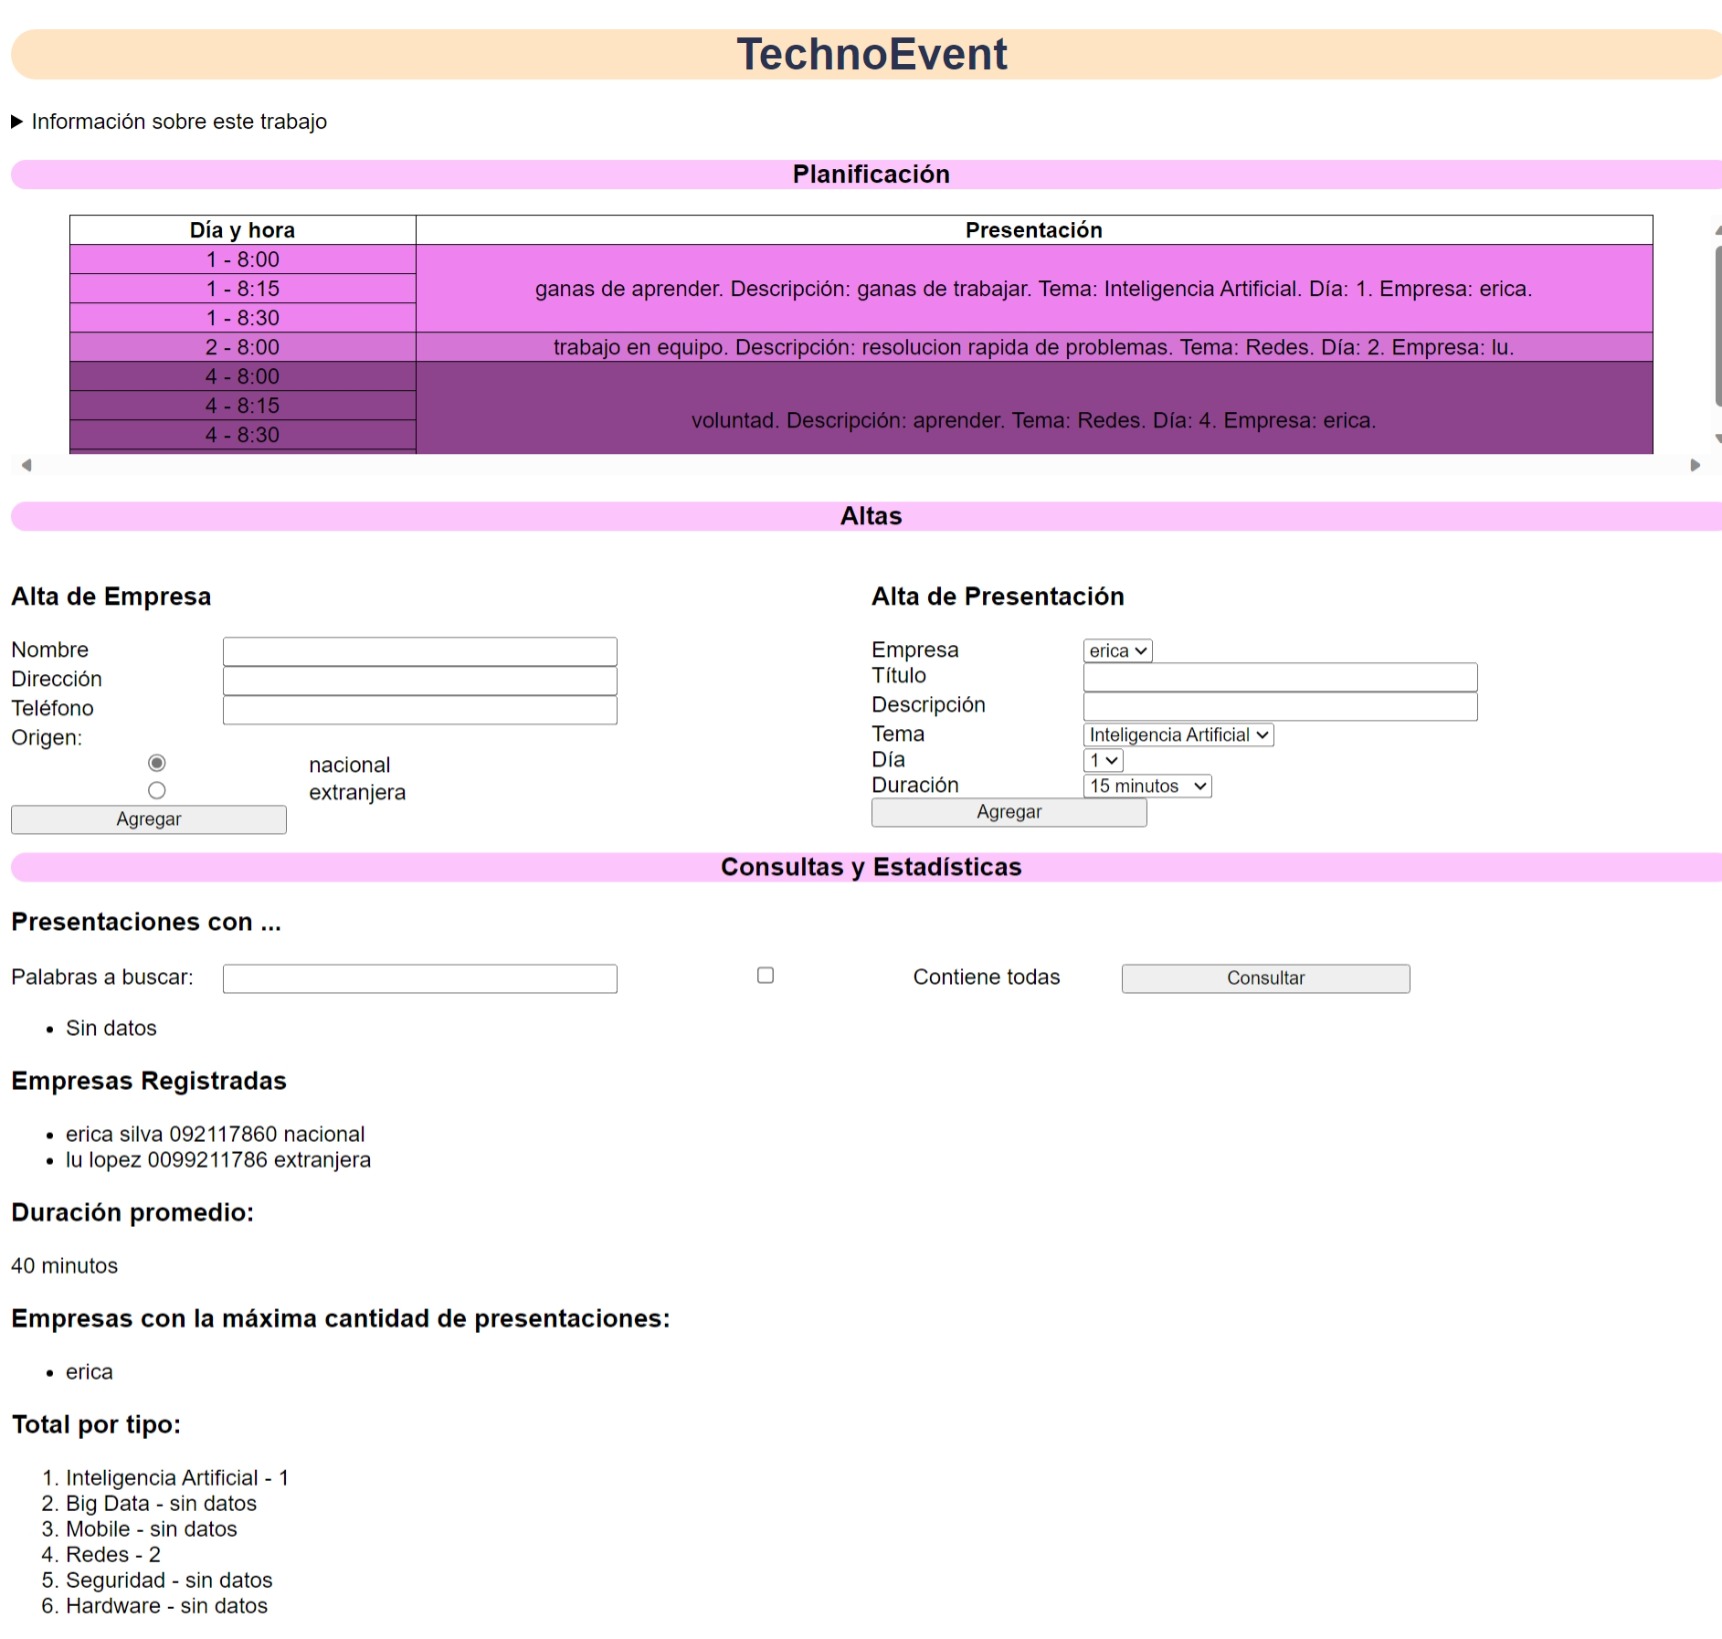 TechnoEvent
Información sobre este trabajo
Planificación
Día y hora Presentación
1 - 8:00
1 - 8:15 ganas de aprender. Descripción: ganas de trabajar. Tema: Inteligencia Artificial. Día: 1. Empresa: erica.
1 - 8:30
2 - 8:00 trabajo en equipo. Descripción: resolucion rapida de problemas. Tema: Redes. Día: 2. Empresa: lu.
4 - 8:00
4 - 8:15 voluntad. Descripción: aprender. Tema: Redes. Día: 4. Empresa: erica.
4 - 8:30
Altas
Alta de Empresa
Nombre
Dirección
Teléfono
Origen:
nacional
extranjera
Agregar
Alta de Presentación
Empresa erica
Título
Descripción
Tema Inteligencia Artificial
Día 1
Duración 15 minutos
Agregar
Consultas y Estadísticas
Presentaciones con ...
Palabras a buscar: Contiene todas Consultar
• Sin datos
Empresas Registradas
• erica silva 092117860 nacional
• lu lopez 0099211786 extranjera
Duración promedio:
40 minutos
Empresas con la máxima cantidad de presentaciones:
• erica
Total por tipo:
1. Inteligencia Artificial - 1
2. Big Data - sin datos
3. Mobile - sin datos
4. Redes - 2
5. Seguridad - sin datos
6. Hardware - sin datos